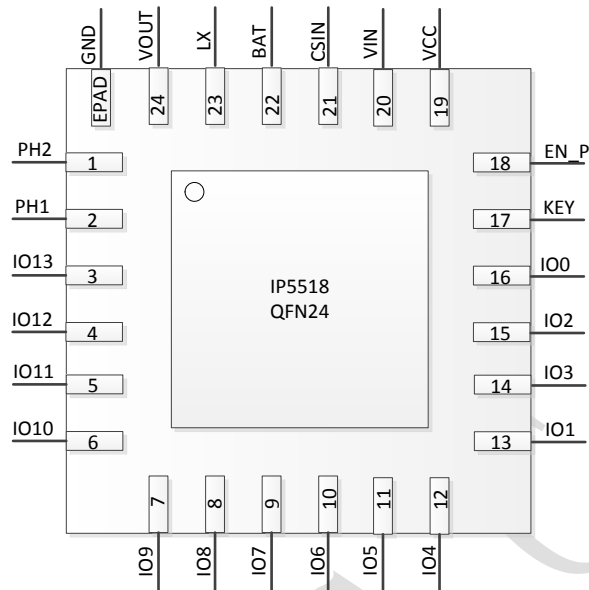 GND
VOUT
LX
BAT
CSIN
VIN
VCC
EPAD
24
23
22
21
20
19
PH2
1
18
EN_P
PH1
2
17
KEY
IO13
3
16
IO0
IP5518
QFN24
IO12
4
15
IO2
IO11
5
14
IO3
IO10
6
13
IO1
7
8
9
10
11
12
IO9
IO8
IO7
IO6
IO5
IO4